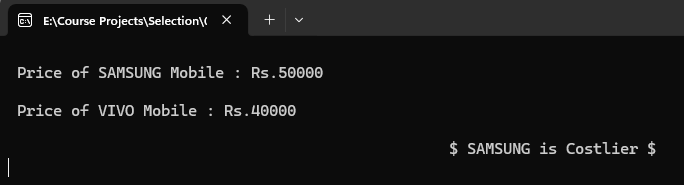 E:\Course Projects\Selection\(
Price of SAMSUNG Mobile : Rs.50000
Price of VIVO Mobile : Rs.40000
$ SAMSUNG is Costlier $